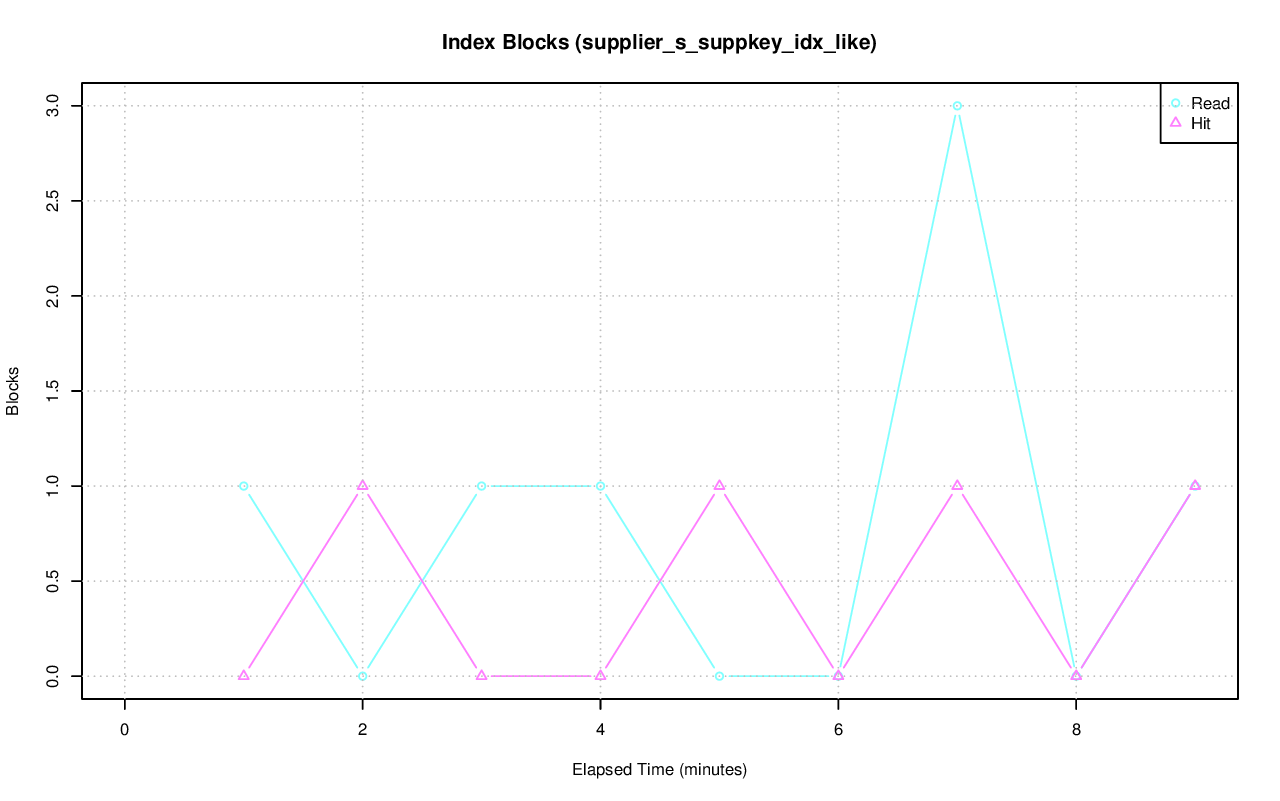 Index Blocks (supplier_s_suppkey_idx_like)
Read
Hit
3.0
2.5
2.0
1.5
1.0
0.5
0.0
Blocks
0 2 4 6 8
Elapsed Time (minutes)